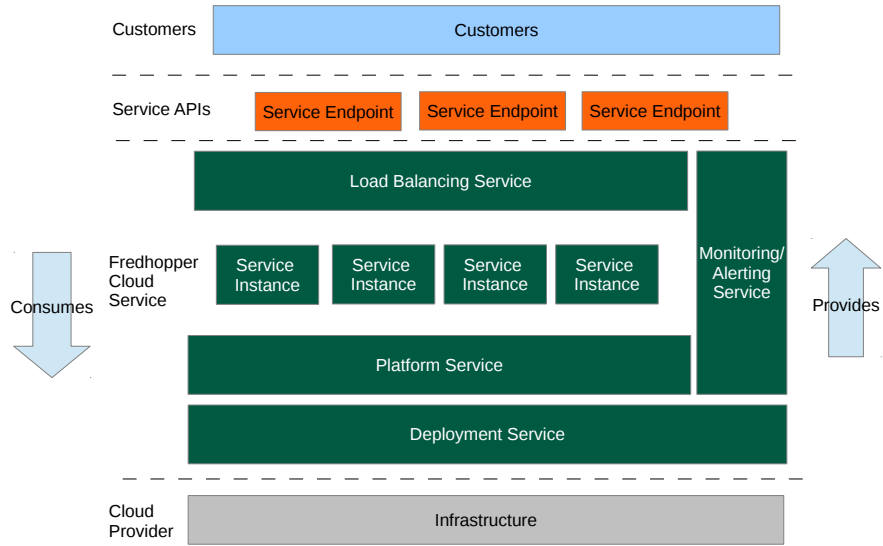 Customers
Customers
Service APIs
Service Endpoint
Service Endpoint
Service Endpoint
Load Balancing Service
Fredhopper
Cloud
Service
Service
Instance
Service
Instance
Service
Instance
Service
Instance
Monitoring/
Alerting
Service
Consumes
Provides
Platform Service
Deployment Service
Cloud
Provider
Infrastructure